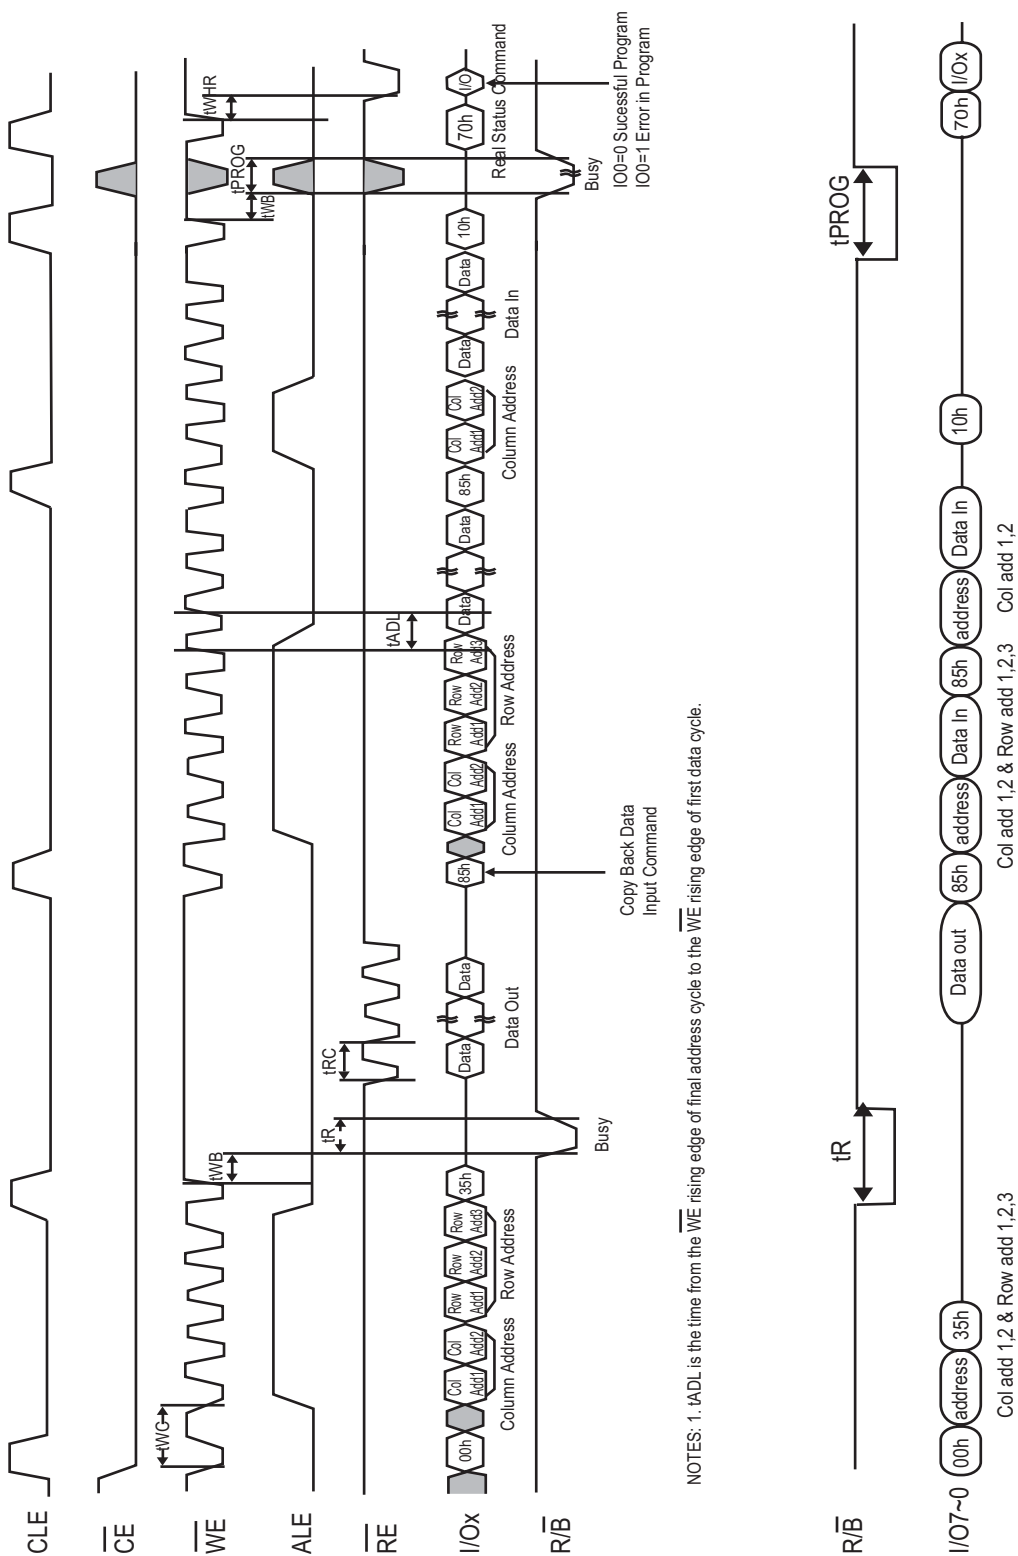 CLE
CE
WE
tWC
tWB
tWB
tPROG
tWHR
ALE
RE
tR
tRC
tADL
I/Ox
00h
Col Add1
Col Add2
Row Add1
Row Add2
Row Add3
35h
Data
Data
85h
Col Add1
Col Add2
Row Add1
Row Add2
Row Add3
Data
Data
85h
Col Add1
Col Add2
Data
Data
10h
70h
I/O
Column Address
Row Address
Data Out
Column Address
Row Address
Column Address
Data In
Real Status Command
R/B
Busy
Busy
Copy Back Data
Input Command
IO0=0 Sucessful Program
IO0=1 Error in Program
NOTES: 1. tADL is the time from the WE rising edge of final address cycle to the WE rising edge of first data cycle.
R/B
tR
tPROG
I/O7~0
00h
address
35h
Data out
85h
address
Data In
85h
address
Data In
10h
70h
I/Ox
Col add 1,2 & Row add 1,2,3
Col add 1,2 & Row add 1,2,3
Col add 1,2